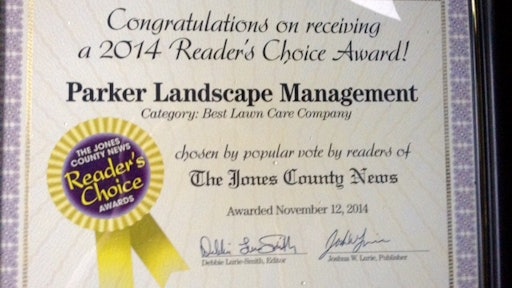 Congratulations on receiving
a 2014 Reader's Choice Award!
Parker Landscape Management
Category: Best Lawn Care Company
chosen by popular vote by readers of
The Jones County News
Awarded November 12, 2014
THE JONES
COUNTY NEWS
Reader's
Choice
AWARDS
Debbie Lurie-Smith, Editor
Joshua W. Lurie, Publisher